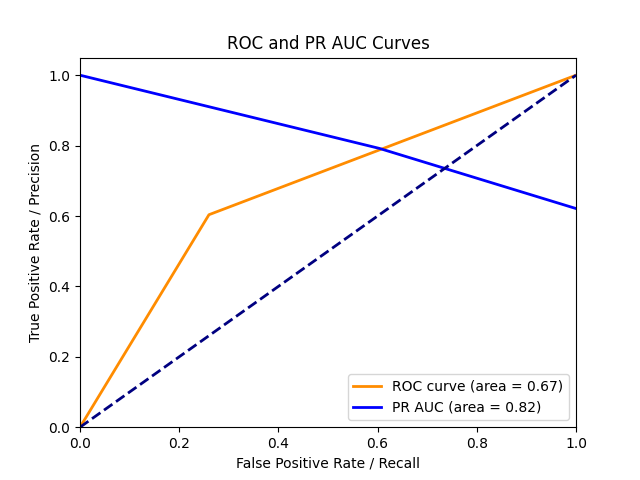 ROC and PR AUC Curves
True Positive Rate / Precision
1.0
0.8
0.6
0.4
0.2
0.0
0.0 0.2 0.4 0.6 0.8 1.0
False Positive Rate / Recall
ROC curve (area = 0.67)
PR AUC (area = 0.82)